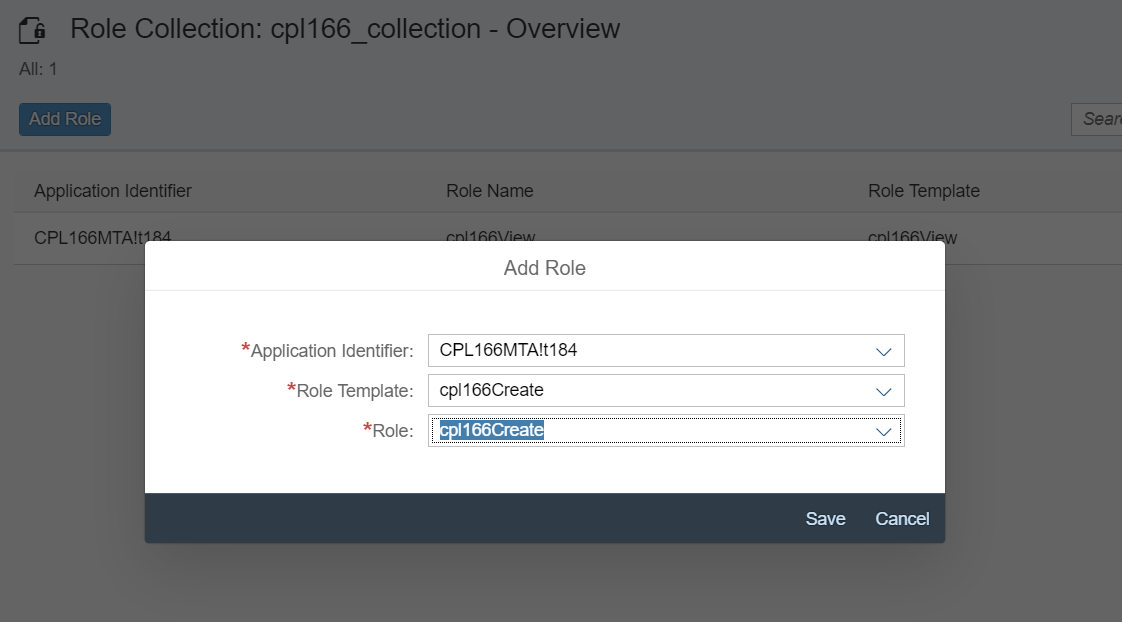 Role Collection: cpl166_collection - Overview
All: 1
Add Role
Application Identifier Role Name Role Template
CPL166MTA!t184 cpl166View cpl166View
Add Role
*Application Identifier: CPL166MTA!t184
*Role Template: cpl166Create
*Role: cpl166Create
Save Cancel